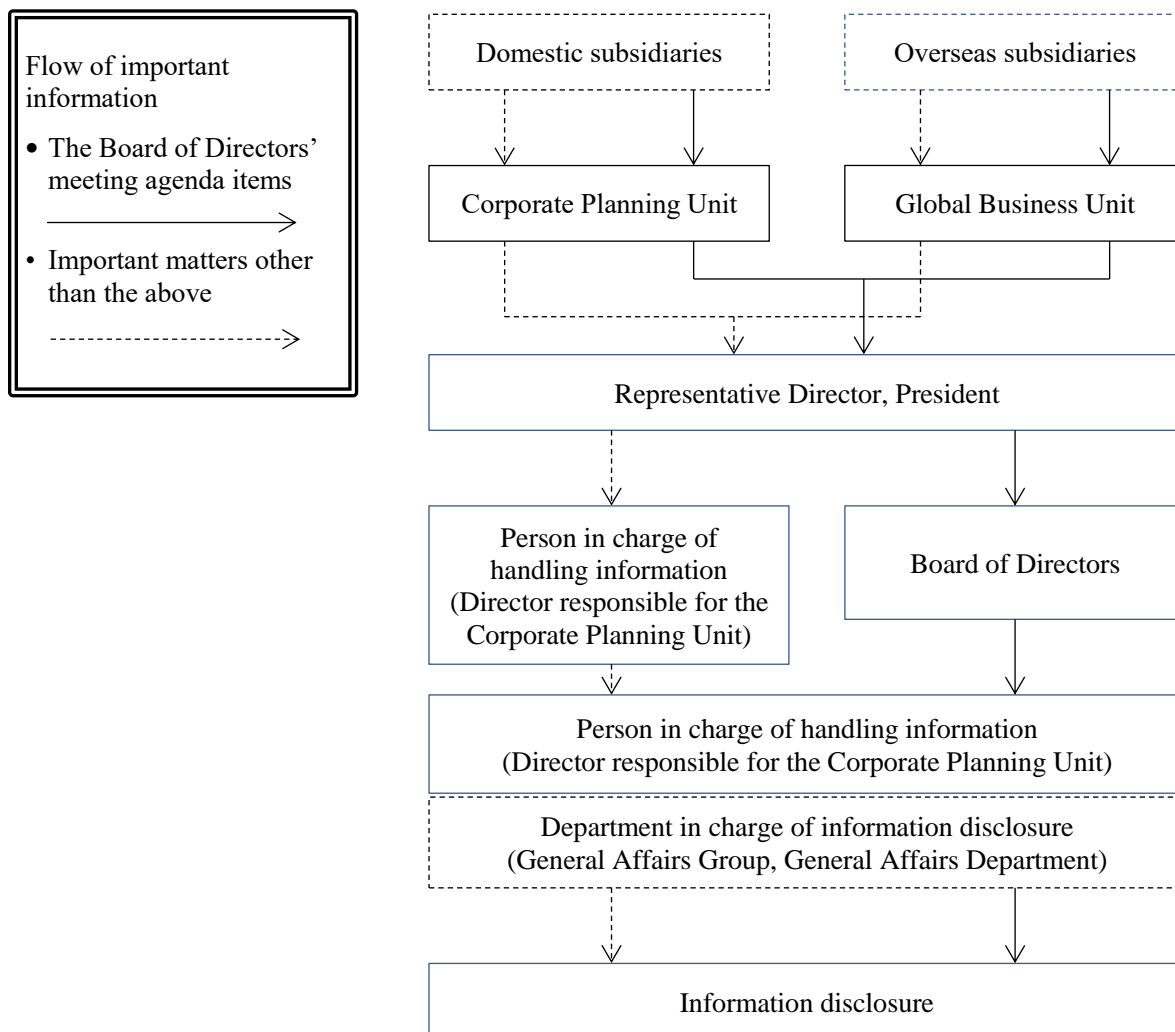 Flow of important
information
• The Board of Directors’
meeting agenda items
• Important matters other
than the above
Domestic subsidiaries
Overseas subsidiaries
Corporate Planning Unit
Global Business Unit
Representative Director, President
Person in charge of
handling information
(Director responsible for the
Corporate Planning Unit)
Board of Directors
Person in charge of handling information
(Director responsible for the Corporate Planning Unit)
Department in charge of information disclosure
(General Affairs Group, General Affairs Department)
Information disclosure